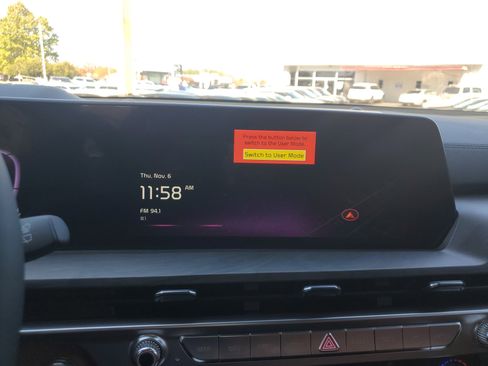 Press the button below to
switch to the User Mode.
Switch to User Mode
Thu, Nov. 6
11:58 AM
FM 94.1